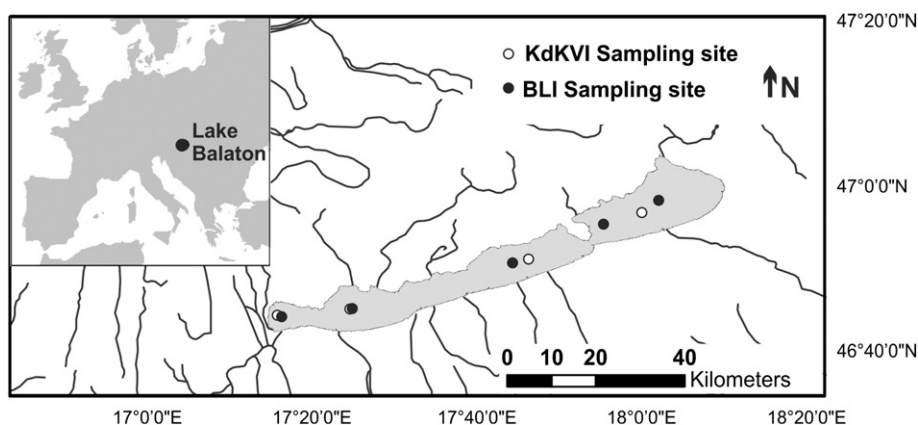 47°20'0"N
KdKVI Sampling site
BLI Sampling site
N
Lake
Balaton
47°0'0"N
46°40'0"N
0 10 20 40
Kilometers
17°0'0"E 17°20'0"E 17°40'0"E 18°0'0"E 18°20'0"E